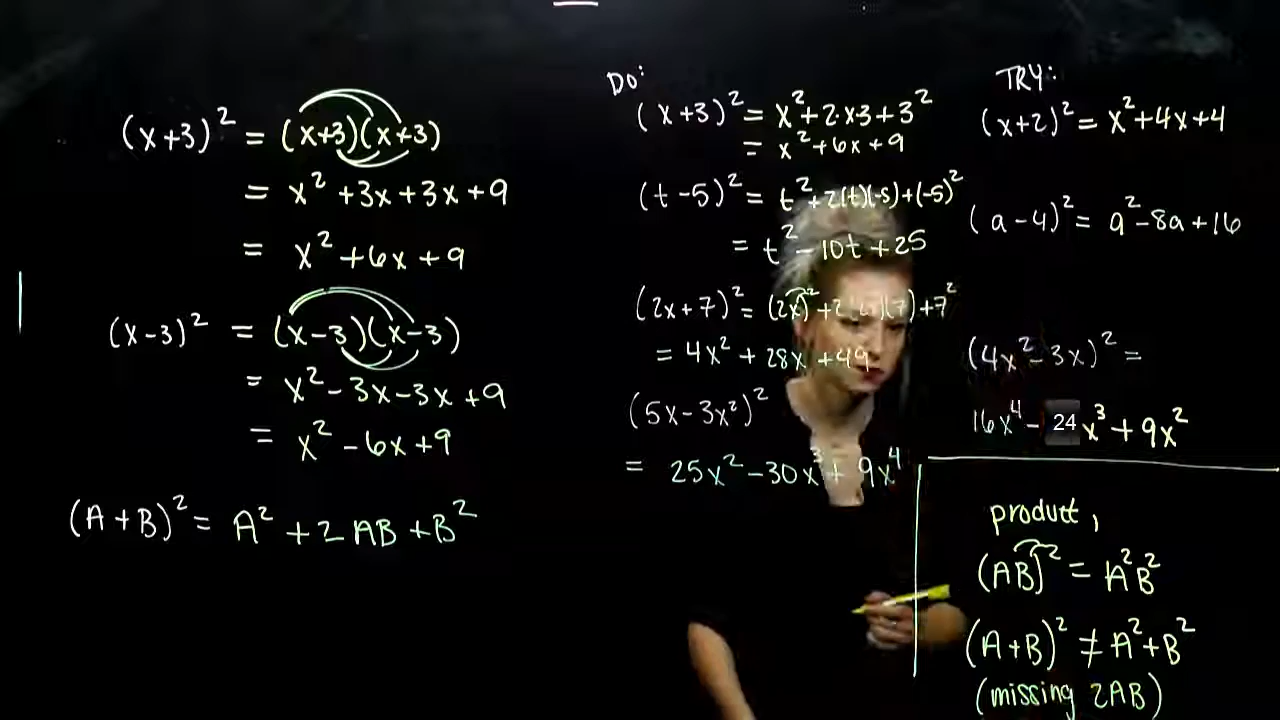 (x+3)² = (x+3)(x+3)
= x² + 3x + 3x + 9
= x² + 6x + 9
(x-3)² = (x-3)(x-3)
= x² - 3x - 3x + 9
= x² - 6x + 9
(A+B)² = A² + 2AB + B²
DO:
(x+3)² = x² + 2·x·3 + 3²
= x² + 6x + 9
(t-5)² = t² + 2(t)(-5) + (-5)²
= t² - 10t + 25
(2x+7)² = (2x)² + 2 (7) + 7²
= 4x² + 28x + 49
(5x-3x²)²
= 25x² - 30x³ + 9x⁴
TRY:
(x+2)² = x² + 4x + 4
(a-4)² = a² - 8a + 16
(4x² - 3x)² =
16x⁴ - 24 x³ + 9x²
product,
(AB)² = A²B²
(A+B)² ≠ A² + B²
(missing 2AB)